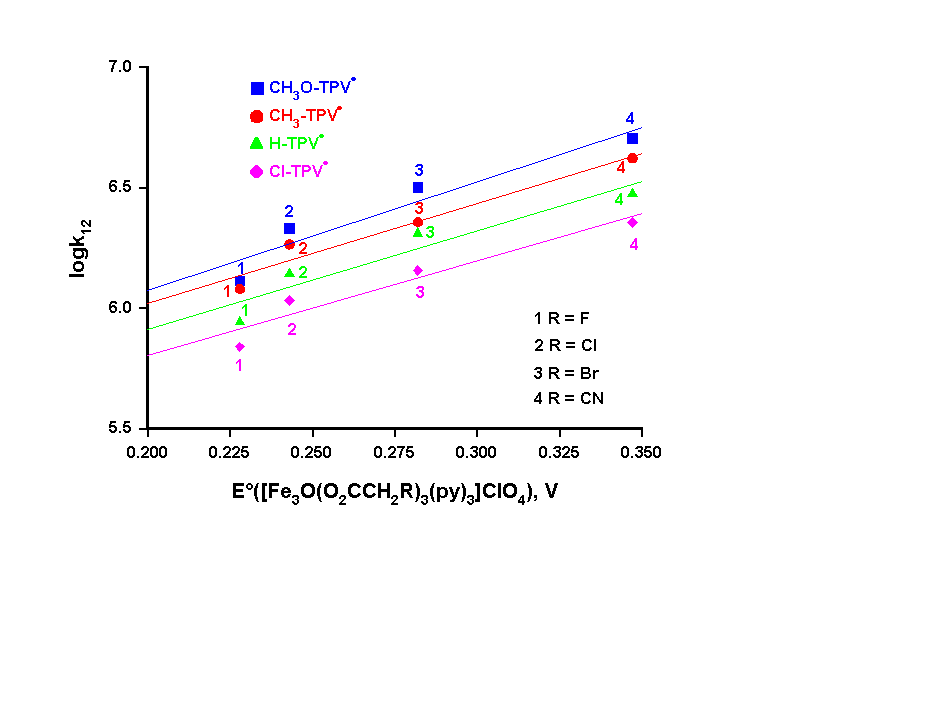 7.0
6.5
6.0
5.5
logk₁₂
CH₃O-TPV•
CH₃-TPV•
H-TPV•
Cl-TPV•
1
2
3
4
1
2
3
4
1
2
3
4
1
2
3
4
1 R = F
2 R = Cl
3 R = Br
4 R = CN
0.200 0.225 0.250 0.275 0.300 0.325 0.350
E°([Fe₃O(O₂CCH₂R)₃(py)₃]ClO₄), V